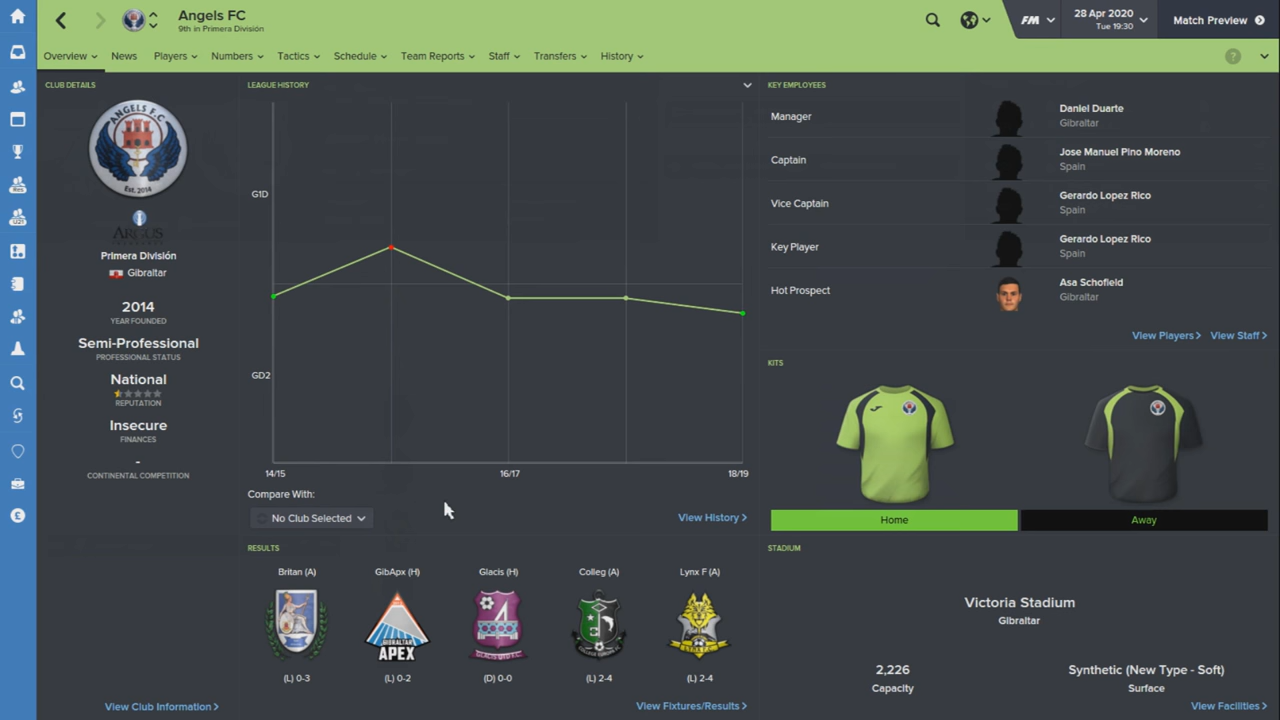 Angels FC
9th in Primera División
FM
28 Apr 2020
Tue 19:30
Match Preview
Overview
News
Players
Numbers
Tactics
Schedule
Team Reports
Staff
Transfers
History
?
CLUB DETAILS
ANGELS F.C
Est. 2014
ARGUS
Primera División
Gibraltar
2014
YEAR FOUNDED
Semi-Professional
PROFESSIONAL STATUS
National
REPUTATION
Insecure
FINANCES
-
CONTINENTAL COMPETITION
View Club Information >
LEAGUE HISTORY
G1D
GD2
14/15
16/17
18/19
Compare With:
No Club Selected
View History >
RESULTS
Britan (A)
GibApx (H)
Glacis (H)
Colleg (A)
Lynx F (A)
GIBRALTAR
APEX
GLACIS UTD F.C.
LYNX F.C.
(L) 0-3
(L) 0-2
(D) 0-0
(L) 2-4
(L) 2-4
View Fixtures/Results >
KEY EMPLOYEES
Manager
Daniel Duarte
Gibraltar
Captain
Jose Manuel Pino Moreno
Spain
Vice Captain
Gerardo Lopez Rico
Spain
Key Player
Gerardo Lopez Rico
Spain
Hot Prospect
Asa Schofield
Gibraltar
View Players >
View Staff >
KITS
Home
Away
STADIUM
Victoria Stadium
Gibraltar
2,226
Capacity
Synthetic (New Type - Soft)
Surface
View Facilities >